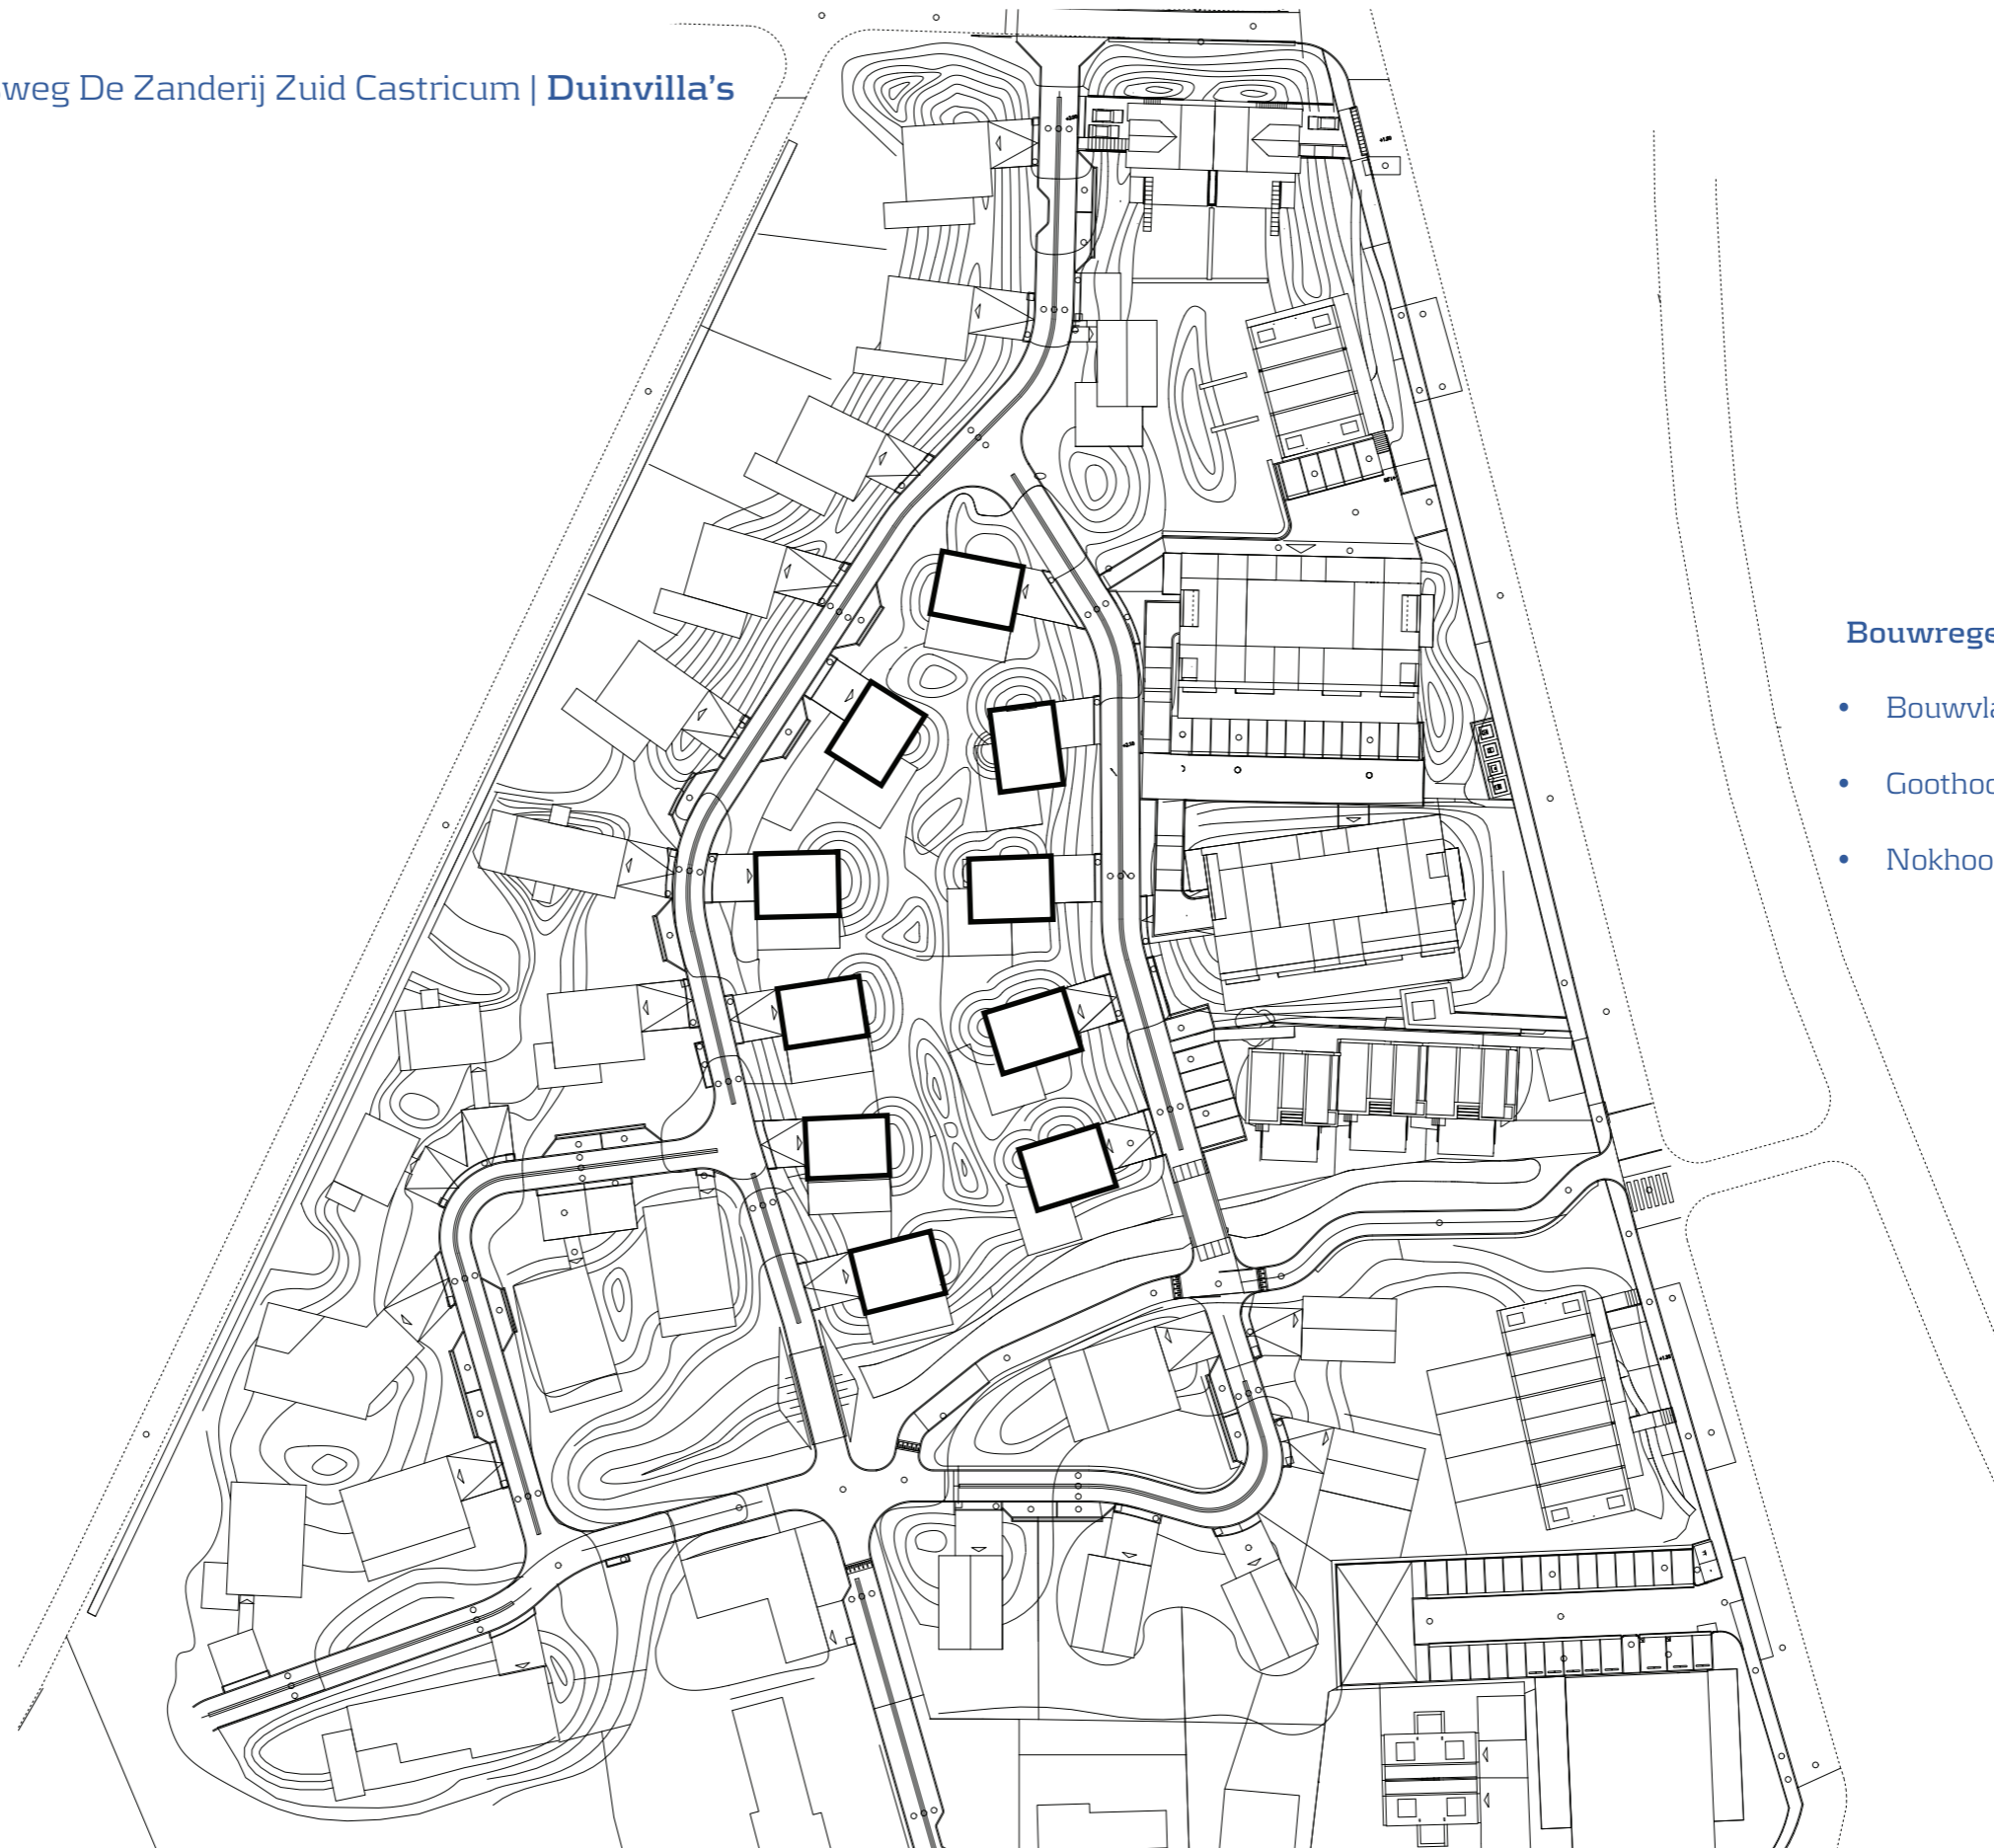 weg De Zanderij Zuid Castricum | Duinvilla's
Bouwrege
• Bouwvla
• Goothoo
• Nokhoo